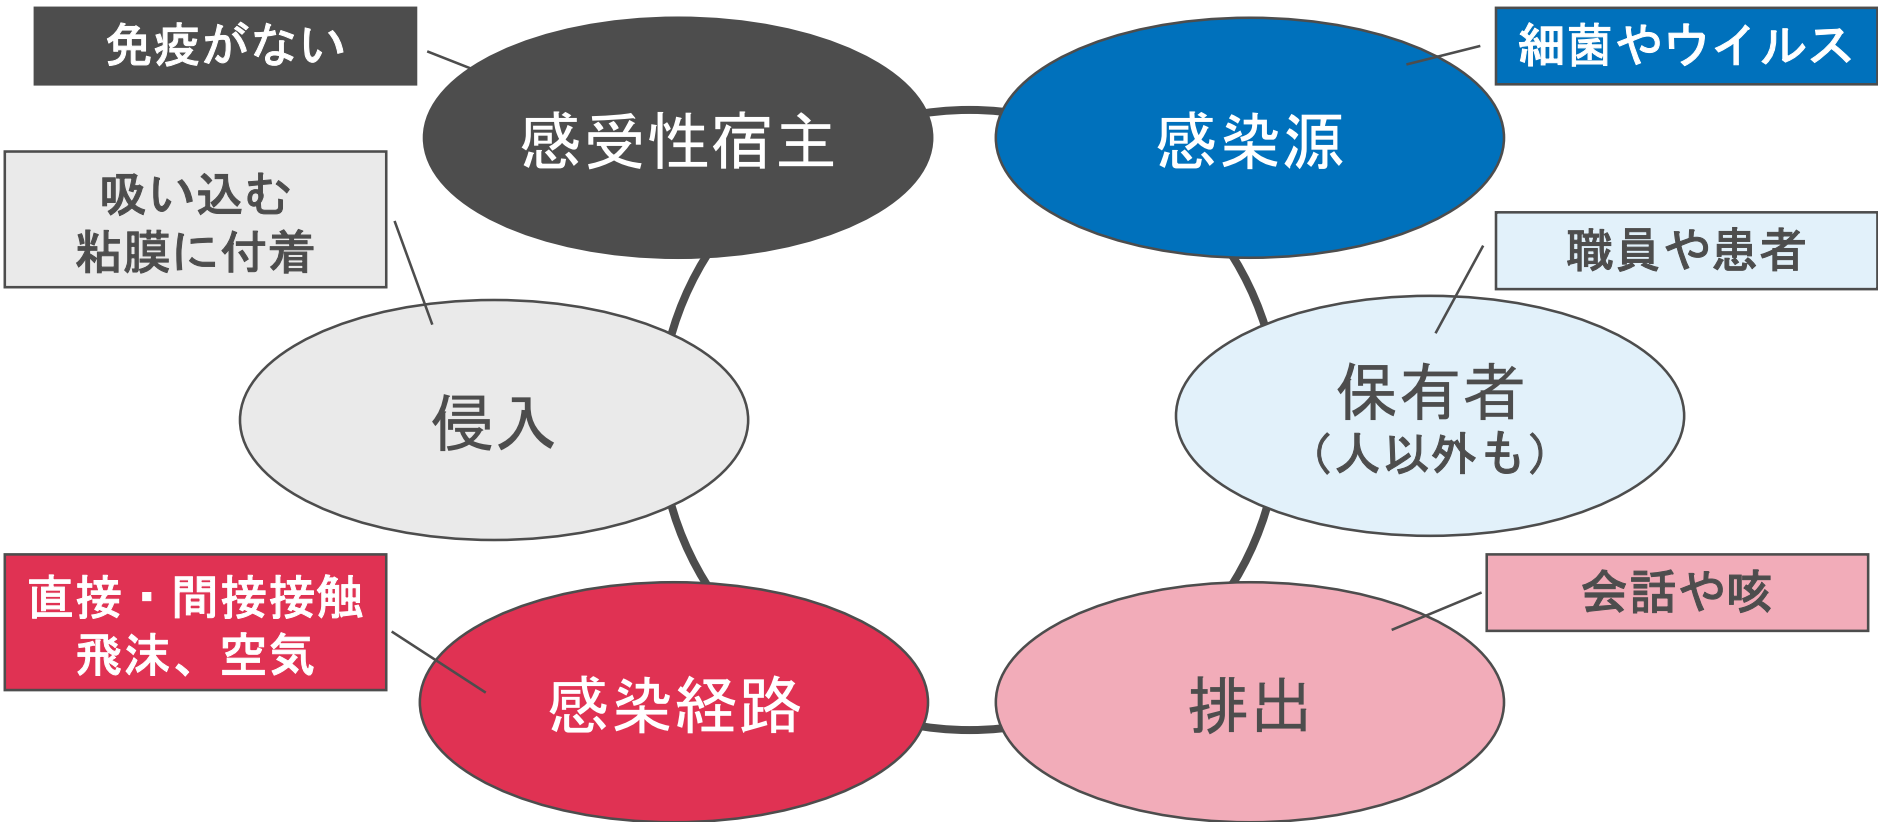 免疫がない
感受性宿主
感染源
細菌やウイルス
吸い込む
粘膜に付着
職員や患者
侵入
保有者
（人以外も）
直接・間接接触
飛沫、空気
会話や咳
感染経路
排出